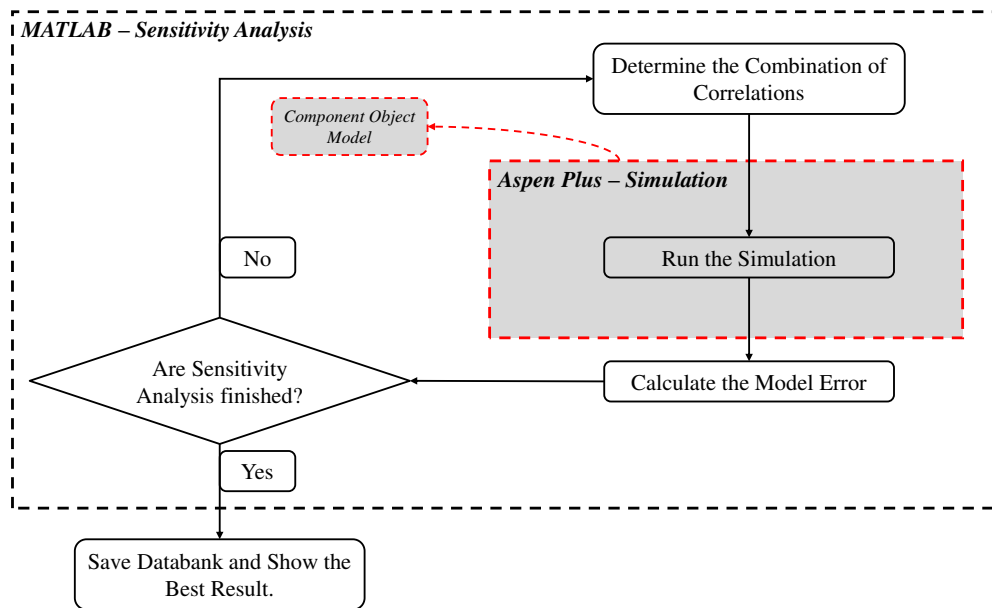 MATLAB – Sensitivity Analysis
Determine the Combination of
Correlations
Component Object
Model
Aspen Plus – Simulation
No
Run the Simulation
Are Sensitivity
Analysis finished?
Calculate the Model Error
Yes
Save Databank and Show the
Best Result.